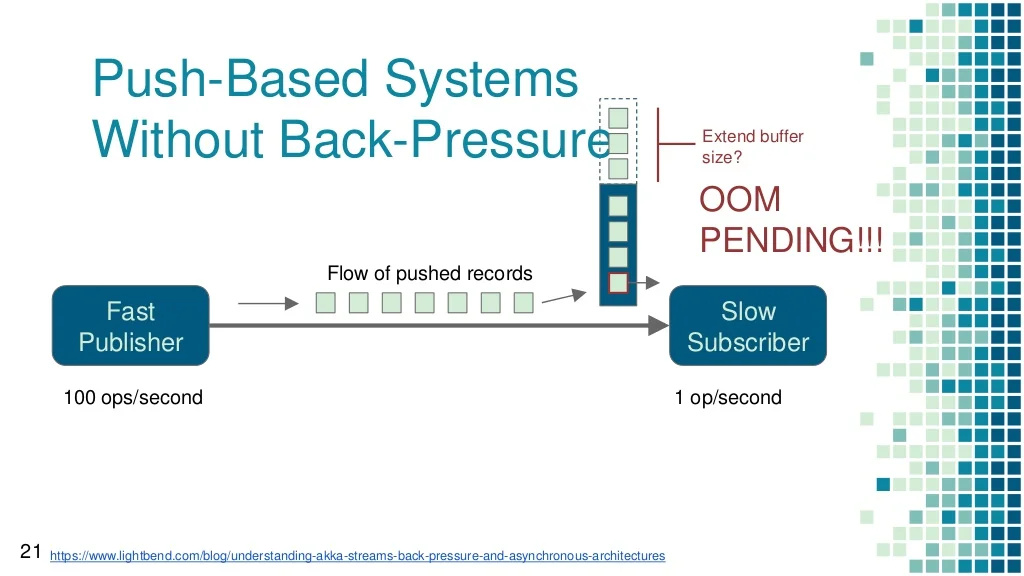 Push-Based Systems
Without Back-Pressure
Extend buffer
size?
OOM
PENDING!!!
Flow of pushed records
Fast
Publisher
Slow
Subscriber
100 ops/second
1 op/second
21 https://www.lightbend.com/blog/understanding-akka-streams-back-pressure-and-asynchronous-architectures